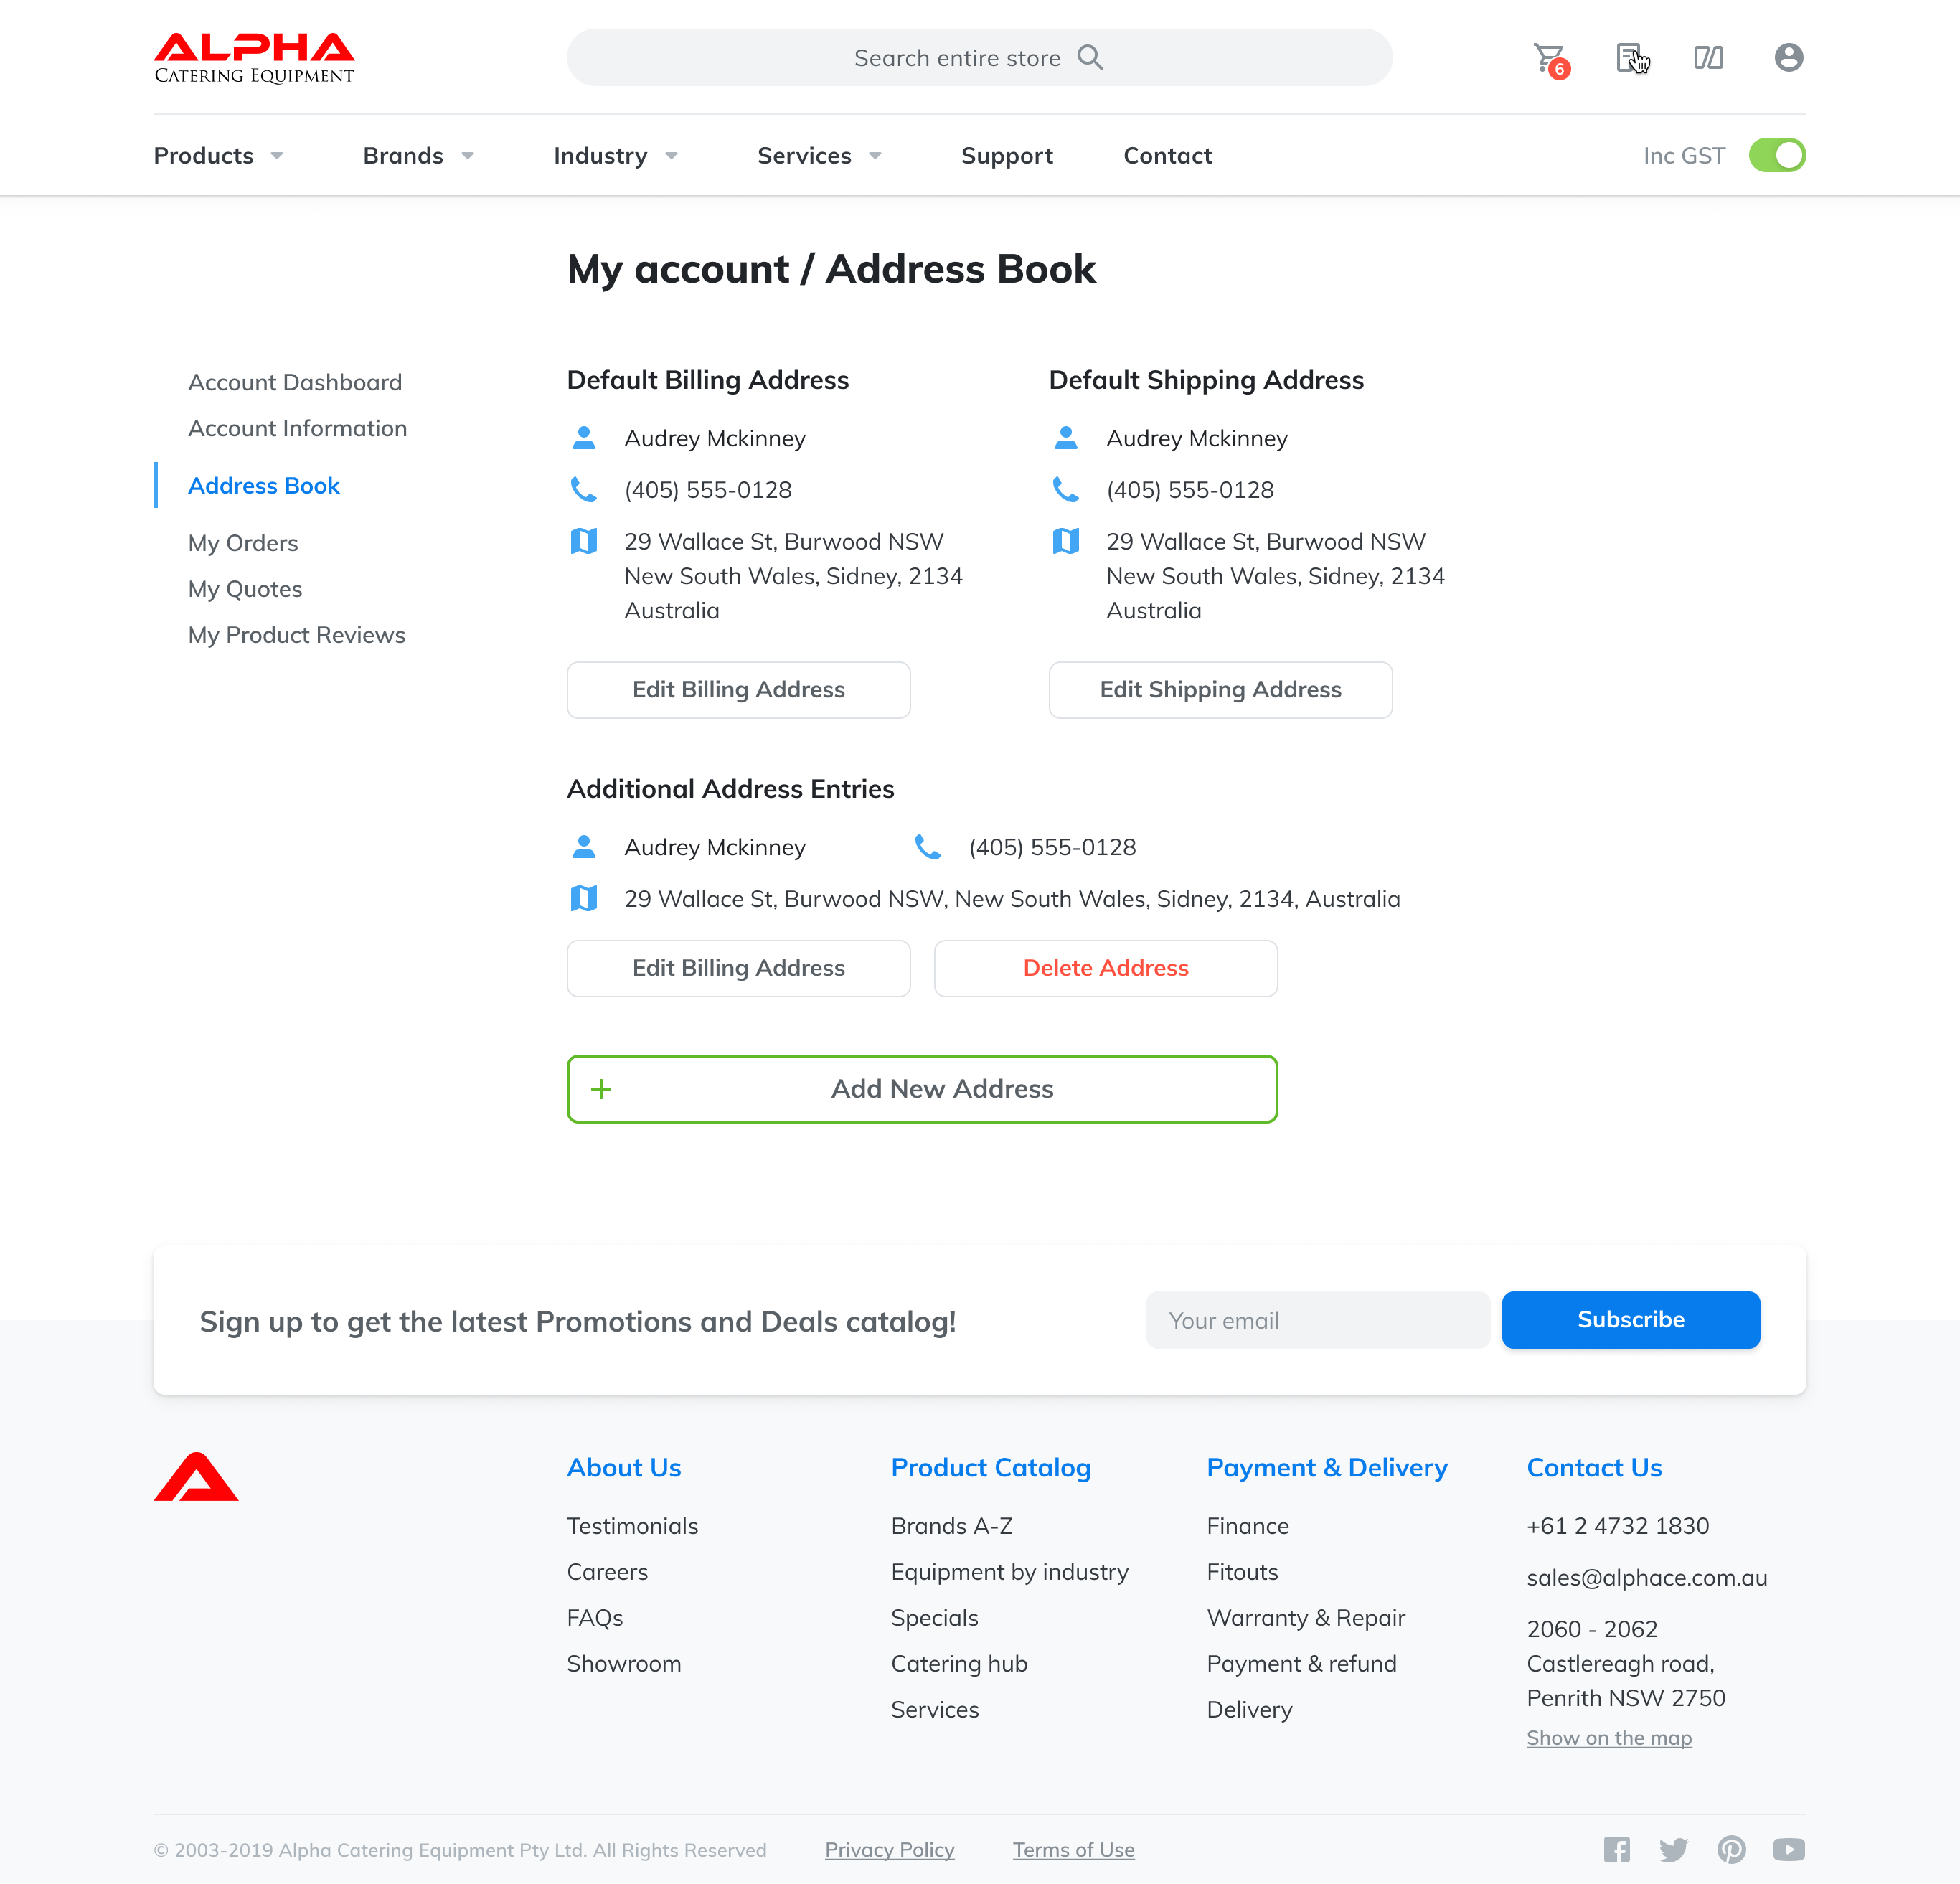 ALPHA
CATERING EQUIPMENT
Search entire store
6
Products
Brands
Industry
Services
Support
Contact
Inc GST
My account / Address Book
Account Dashboard
Account Information
Address Book
My Orders
My Quotes
My Product Reviews
Default Billing Address
Audrey Mckinney
(405) 555-0128
29 Wallace St, Burwood NSW
New South Wales, Sidney, 2134
Australia
Edit Billing Address
Default Shipping Address
Audrey Mckinney
(405) 555-0128
29 Wallace St, Burwood NSW
New South Wales, Sidney, 2134
Australia
Edit Shipping Address
Additional Address Entries
Audrey Mckinney
(405) 555-0128
29 Wallace St, Burwood NSW, New South Wales, Sidney, 2134, Australia
Edit Billing Address
Delete Address
+ Add New Address
Sign up to get the latest Promotions and Deals catalog!
Your email
Subscribe
About Us
Testimonials
Careers
FAQs
Showroom
Product Catalog
Brands A-Z
Equipment by industry
Specials
Catering hub
Services
Payment & Delivery
Finance
Fitouts
Warranty & Repair
Payment & refund
Delivery
Contact Us
+61 2 4732 1830
sales@alphace.com.au
2060 - 2062
Castlereagh road,
Penrith NSW 2750
Show on the map
© 2003-2019 Alpha Catering Equipment Pty Ltd. All Rights Reserved
Privacy Policy
Terms of Use